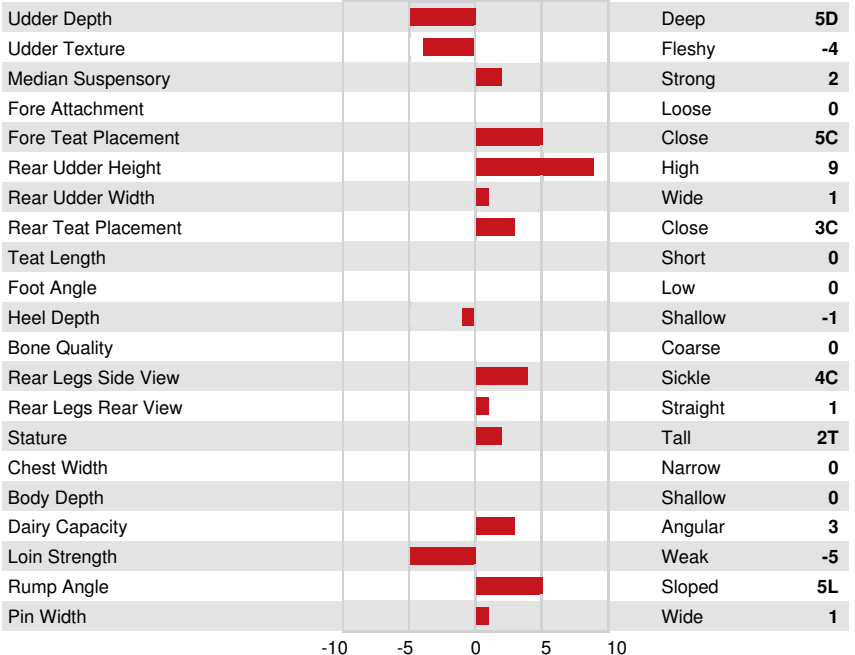 Udder Depth Deep 5D
Udder Texture Fleshy -4
Median Suspensory Strong 2
Fore Attachment Loose 0
Fore Teat Placement Close 5C
Rear Udder Height High 9
Rear Udder Width Wide 1
Rear Teat Placement Close 3C
Teat Length Short 0
Foot Angle Low 0
Heel Depth Shallow -1
Bone Quality Coarse 0
Rear Legs Side View Sickle 4C
Rear Legs Rear View Straight 1
Stature Tall 2T
Chest Width Narrow 0
Body Depth Shallow 0
Dairy Capacity Angular 3
Loin Strength Weak -5
Rump Angle Sloped 5L
Pin Width Wide 1
-10 -5 0 5 10